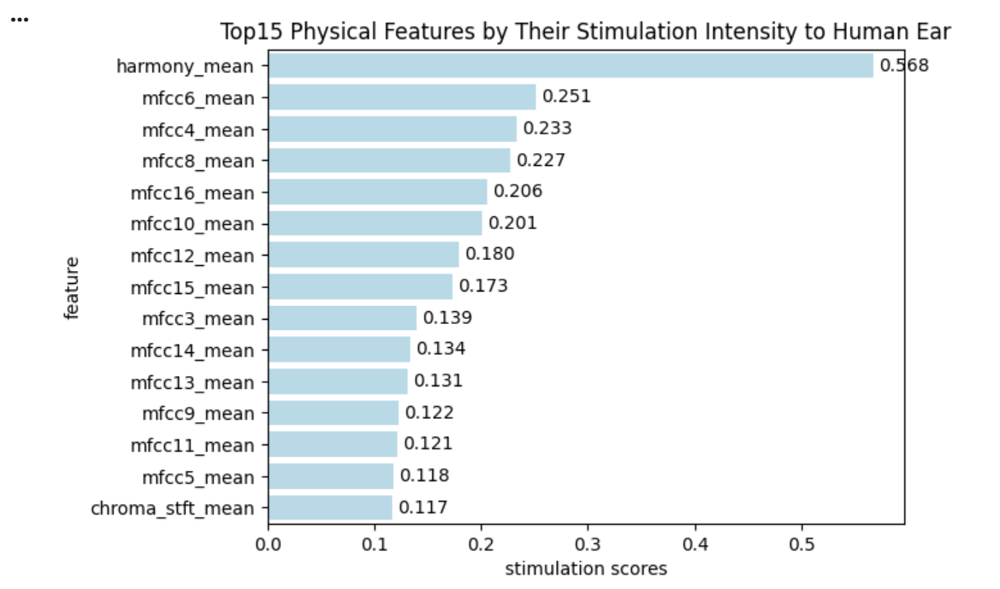 ...
Top15 Physical Features by Their Stimulation Intensity to Human Ear
harmony_mean 0.568
mfcc6_mean 0.251
mfcc4_mean 0.233
mfcc8_mean 0.227
mfcc16_mean 0.206
mfcc10_mean 0.201
mfcc12_mean 0.180
mfcc15_mean 0.173
mfcc3_mean 0.139
mfcc14_mean 0.134
mfcc13_mean 0.131
mfcc9_mean 0.122
mfcc11_mean 0.121
mfcc5_mean 0.118
chroma_stft_mean 0.117
feature
0.0 0.1 0.2 0.3 0.4 0.5
stimulation scores